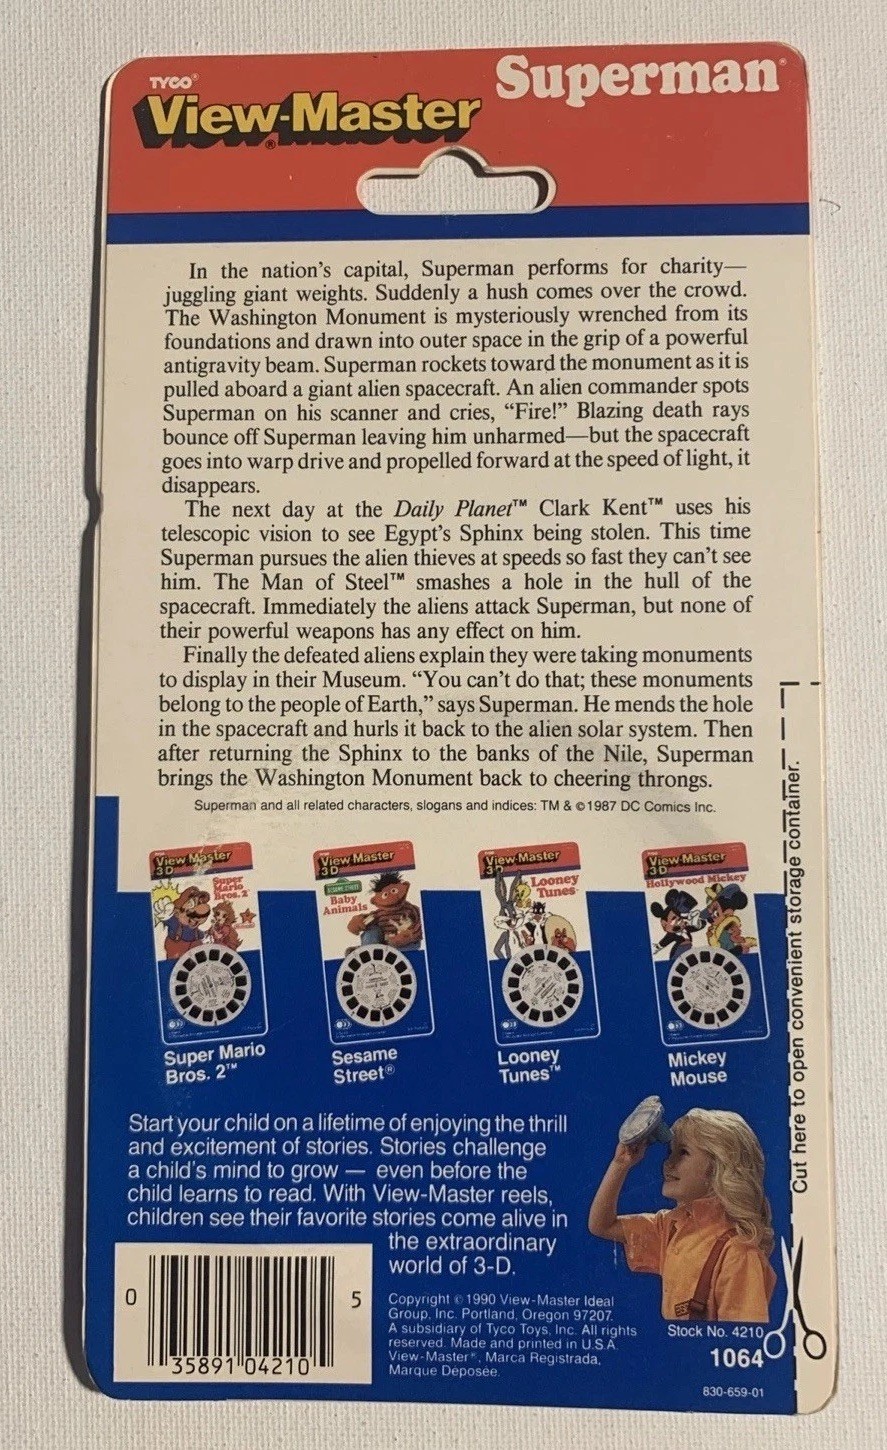 TYCO®
View-Master®
Superman®
In the nation's capital, Superman performs for charity—
juggling giant weights. Suddenly a hush comes over the crowd.
The Washington Monument is mysteriously wrenched from its
foundations and drawn into outer space in the grip of a powerful
antigravity beam. Superman rockets toward the monument as it is
pulled aboard a giant alien spacecraft. An alien commander spots
Superman on his scanner and cries, “Fire!” Blazing death rays
bounce off Superman leaving him unharmed—but the spacecraft
goes into warp drive and propelled forward at the speed of light, it
disappears.
The next day at the Daily Planet™ Clark Kent™ uses his
telescopic vision to see Egypt's Sphinx being stolen. This time
Superman pursues the alien thieves at speeds so fast they can't see
him. The Man of Steel™ smashes a hole in the hull of the
spacecraft. Immediately the aliens attack Superman, but none of
their powerful weapons has any effect on him.
Finally the defeated aliens explain they were taking monuments
to display in their Museum. “You can't do that; these monuments
belong to the people of Earth,” says Superman. He mends the hole
in the spacecraft and hurls it back to the alien solar system. Then
after returning the Sphinx to the banks of the Nile, Superman
brings the Washington Monument back to cheering throngs.
Superman and all related characters, slogans and indices: TM & © 1987 DC Comics Inc.
View Master
3D
Super
Mario
Bros. 2
View Master
3D
SESAME STREET
Baby
Animals
View-Master
3D
Looney
Tunes
View-Master
3D
Hollywood Mickey
Super Mario
Bros. 2™
Sesame
Street®
Looney
Tunes™
Mickey
Mouse
Start your child on a lifetime of enjoying the thrill
and excitement of stories. Stories challenge
a child's mind to grow — even before the
child learns to read. With View-Master reels,
children see their favorite stories come alive in
the extraordinary
world of 3-D.
0
35891 04210
5
Copyright © 1990 View-Master Ideal
Group, Inc. Portland, Oregon 97207.
A subsidiary of Tyco Toys, Inc. All rights
reserved. Made and printed in U.S.A.
View-Master®, Marca Registrada,
Marque Déposée.
Stock No. 4210
1064
830-659-01
Cut here to open convenient storage container.